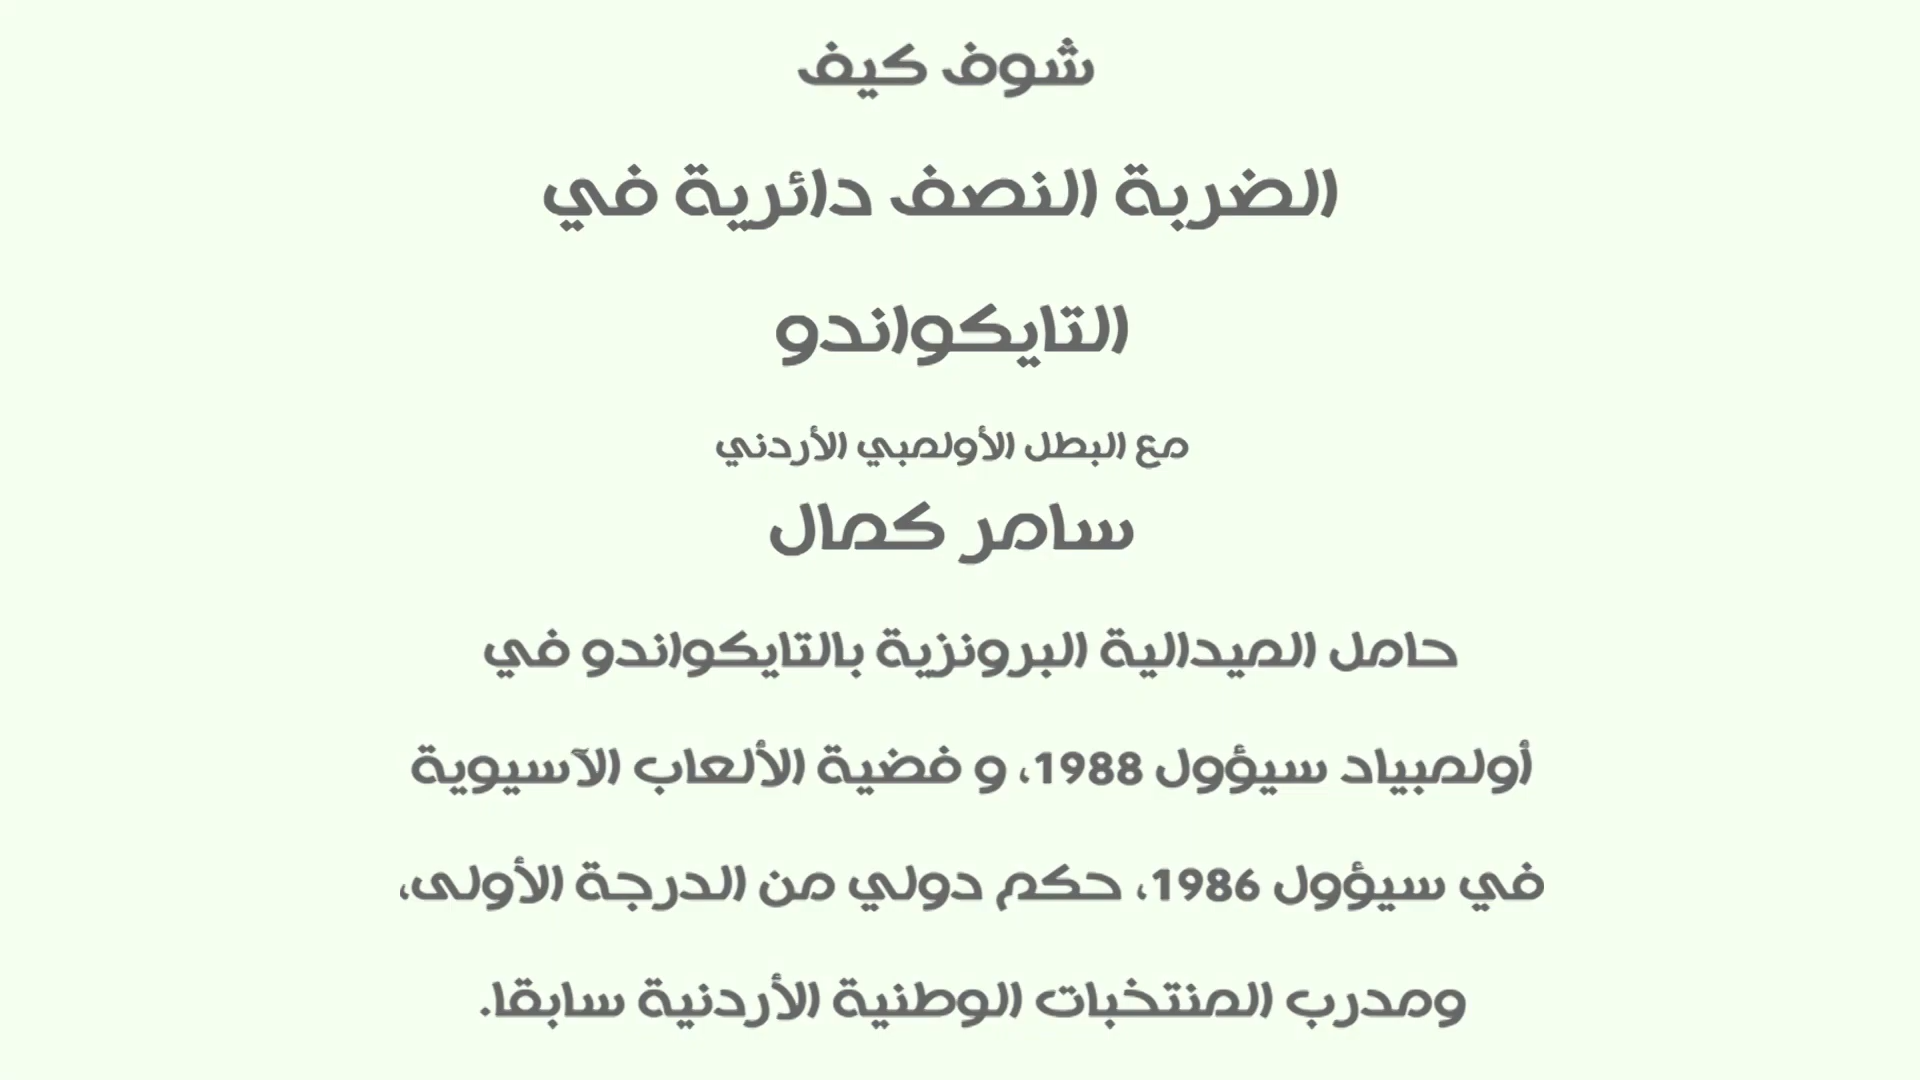 شوف كيف
الضربة النصف دائرية في
التايكواندو
مع البطل الأولمبي الأردني
سامر كمال
حامل الميدالية البرونزية بالتايكواندو في
أولمبياد سيؤول 1988، و فضية الألعاب الآسيوية
في سيؤول 1986، حكم دولي من الدرجة الأولى،
ومدرب المنتخبات الوطنية الأردنية سابقا.